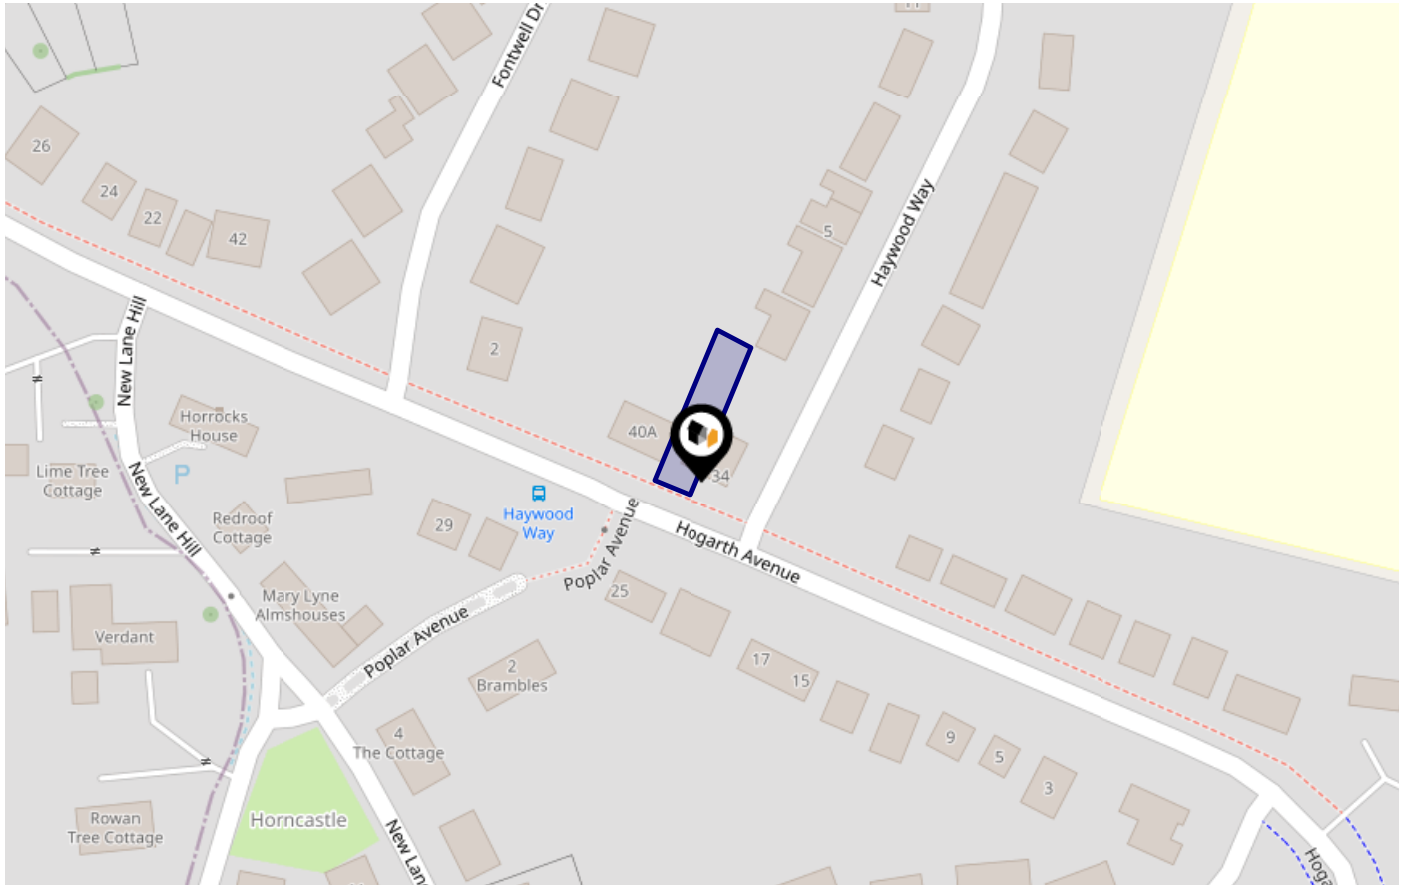 Fontwell Dr
11
26
24
22
42
Haywood Way
5
New Lane Hill
2
Horrocks
House
40A
34
P
Lime Tree
Cottage
New Lane Hill
Redroof
Cottage
29
Haywood
Way
Poplar Avenue
Hogarth Avenue
25
Mary Lyne
Almshouses
Verdant
Poplar Avenue
2
Brambles
17
15
4
The Cottage
9
5
3
Rowan
Tree Cottage
Horncastle
New Lan
Hoga